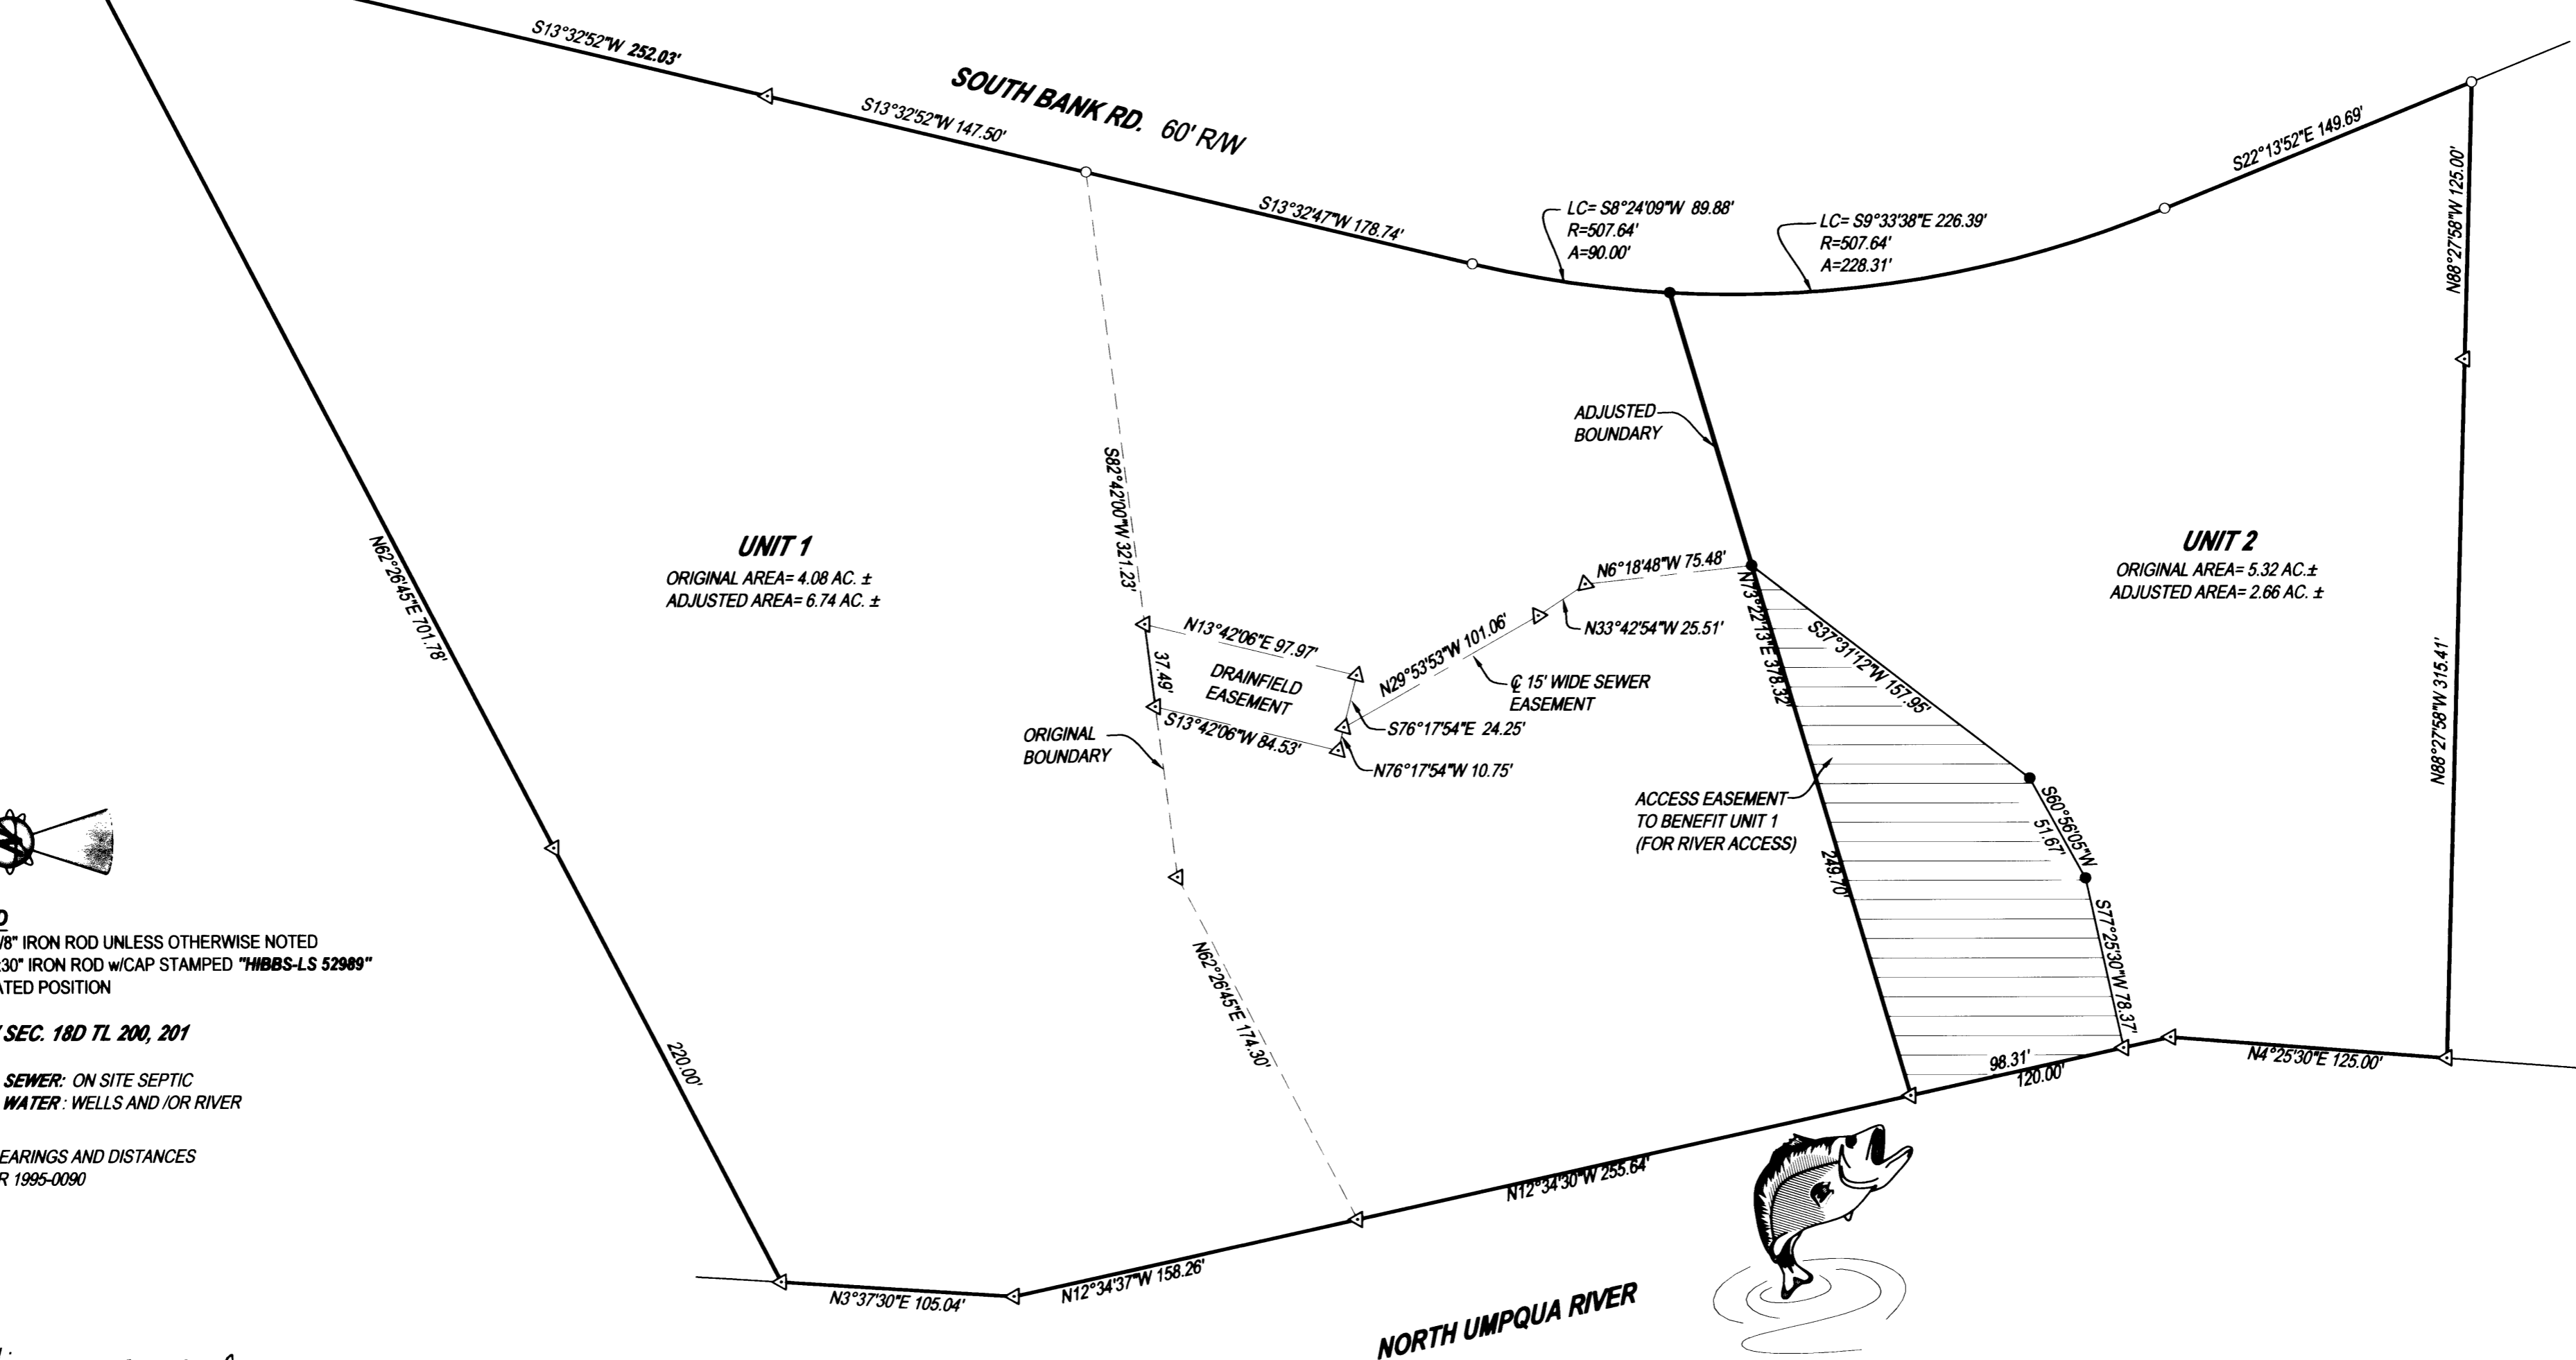 S13°32'52"W 252.03'
S13°32'52"W 147.50'
SOUTH BANK RD. 60' R/W
S13°32'47"W 178.74'
LC= S8°24'09"W 89.88'
R=507.64'
A=90.00'
LC= S9°33'38"E 226.39'
R=507.64'
A=228.31'
S22°13'52"E 149.69'
N88°27'58"W 125.00'
N88°27'58"W 315.41'
N62°26'45"E 701.78'
220.00'
UNIT 1
ORIGINAL AREA= 4.08 AC. ±
ADJUSTED AREA= 6.74 AC. ±
S82°42'00"W 321.23'
37.49'
N13°42'06"E 97.97'
DRAINFIELD
EASEMENT
S13°42'06"W 84.53'
ORIGINAL
BOUNDARY
N62°26'45"E 174.30'
S76°17'54"E 24.25'
N76°17'54"W 10.75'
N29°53'53"W 101.06'
N33°42'54"W 25.51'
℄ 15' WIDE SEWER
EASEMENT
N6°18'48"W 75.48'
ADJUSTED
BOUNDARY
N73°22'13"E 378.32'
249.70'
ACCESS EASEMENT
TO BENEFIT UNIT 1
(FOR RIVER ACCESS)
S37°31'12"W 157.95'
S60°56'05"W
51.67'
S77°25'30"W 78.37'
98.31'
120.00'
UNIT 2
ORIGINAL AREA= 5.32 AC.±
ADJUSTED AREA= 2.66 AC. ±
N4°25'30"E 125.00'
N12°34'30"W 255.64'
N12°34'37"W 158.26'
N3°37'30"E 105.04'
NORTH UMPQUA RIVER
N
D
/8" IRON ROD UNLESS OTHERWISE NOTED
30" IRON ROD w/CAP STAMPED "HIBBS-LS 52989"
ATED POSITION
SEC. 18D TL 200, 201
SEWER: ON SITE SEPTIC
WATER : WELLS AND /OR RIVER
EARINGS AND DISTANCES
R 1995-0090